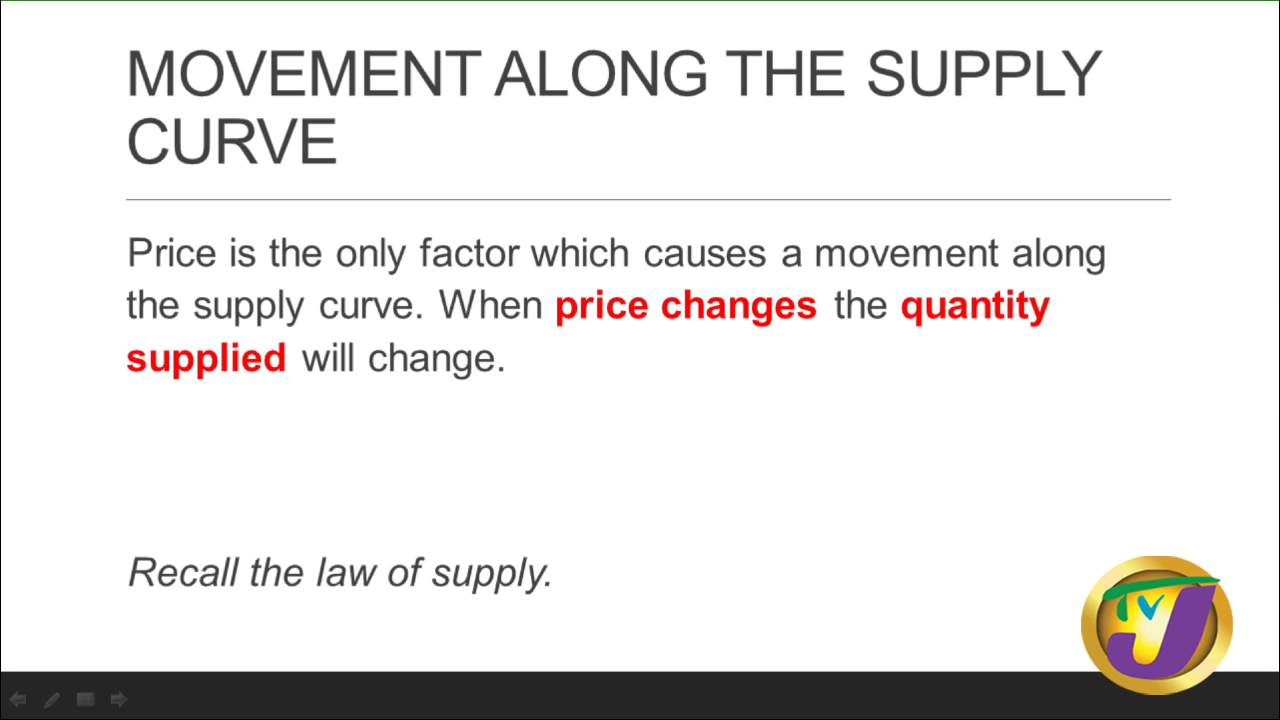 MOVEMENT ALONG THE SUPPLY
CURVE
Price is the only factor which causes a movement along
the supply curve. When price changes the quantity
supplied will change.
Recall the law of supply.
TVJ